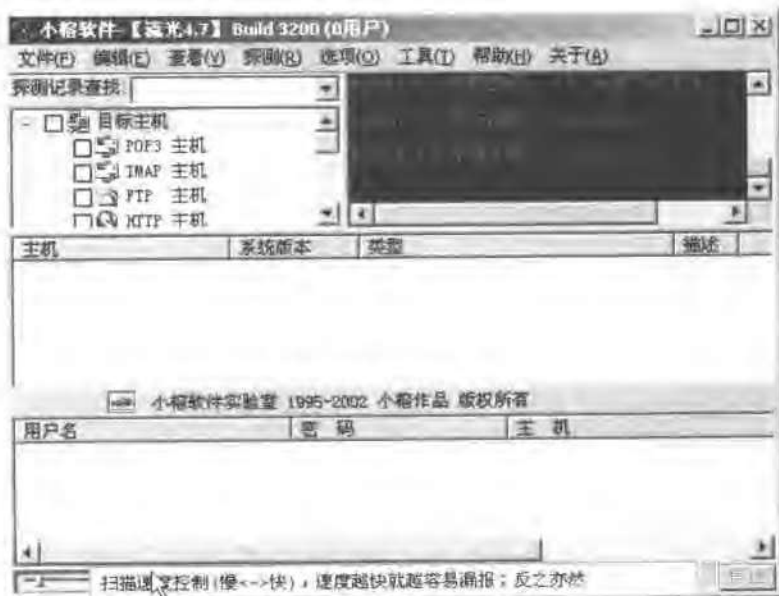 小榕软件-【流光4.7】 Build 3200 (0用户)
文件(F) 编辑(E) 查看(V) 探测(R) 选项(O) 工具(T) 帮助(H) 关于(A)
探测记录查找:
目标主机
POP3 主机
IMAP 主机
FTP 主机
HTTP 主机
主机 系统版本 类型 描述
小榕软件实验室 1995-2002 小榕作品 版权所有
用户名 密 码 主 机
扫描速度控制(慢<-->快),速度越快就越容易漏报;反之亦然